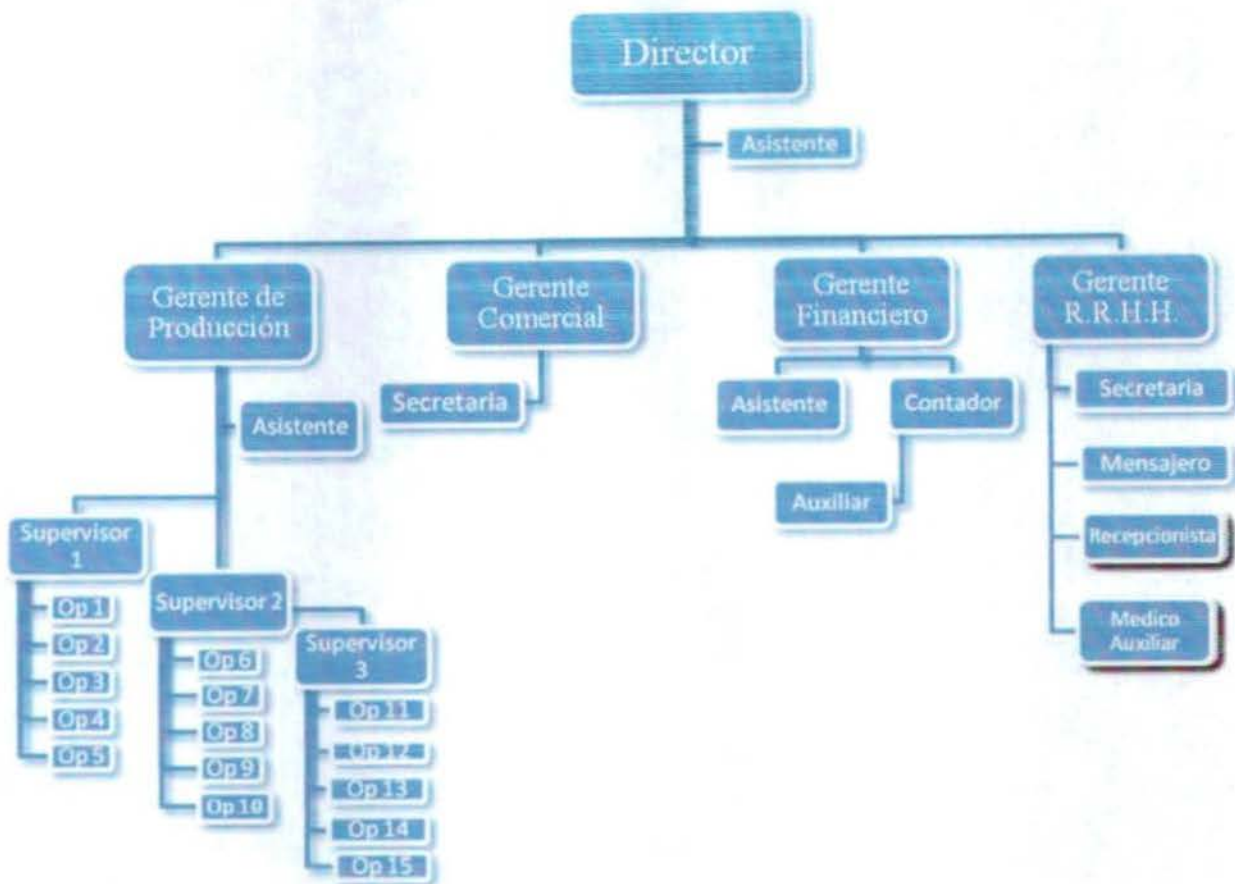 Director
Asistente
Gerente de
Producción
Gerente
Comercial
Gerente
Financiero
Gerente
R.R.H.H.
Asistente
Secretaria
Asistente
Contador
Auxiliar
Secretaria
Mensajero
Recepcionista
Medico
Auxiliar
Supervisor
1
Op 1
Op 2
Op 3
Op 4
Op 5
Supervisor 2
Op 6
Op 7
Op 8
Op 9
Op 10
Supervisor
3
Op 11
Op 12
Op 13
Op 14
Op 15